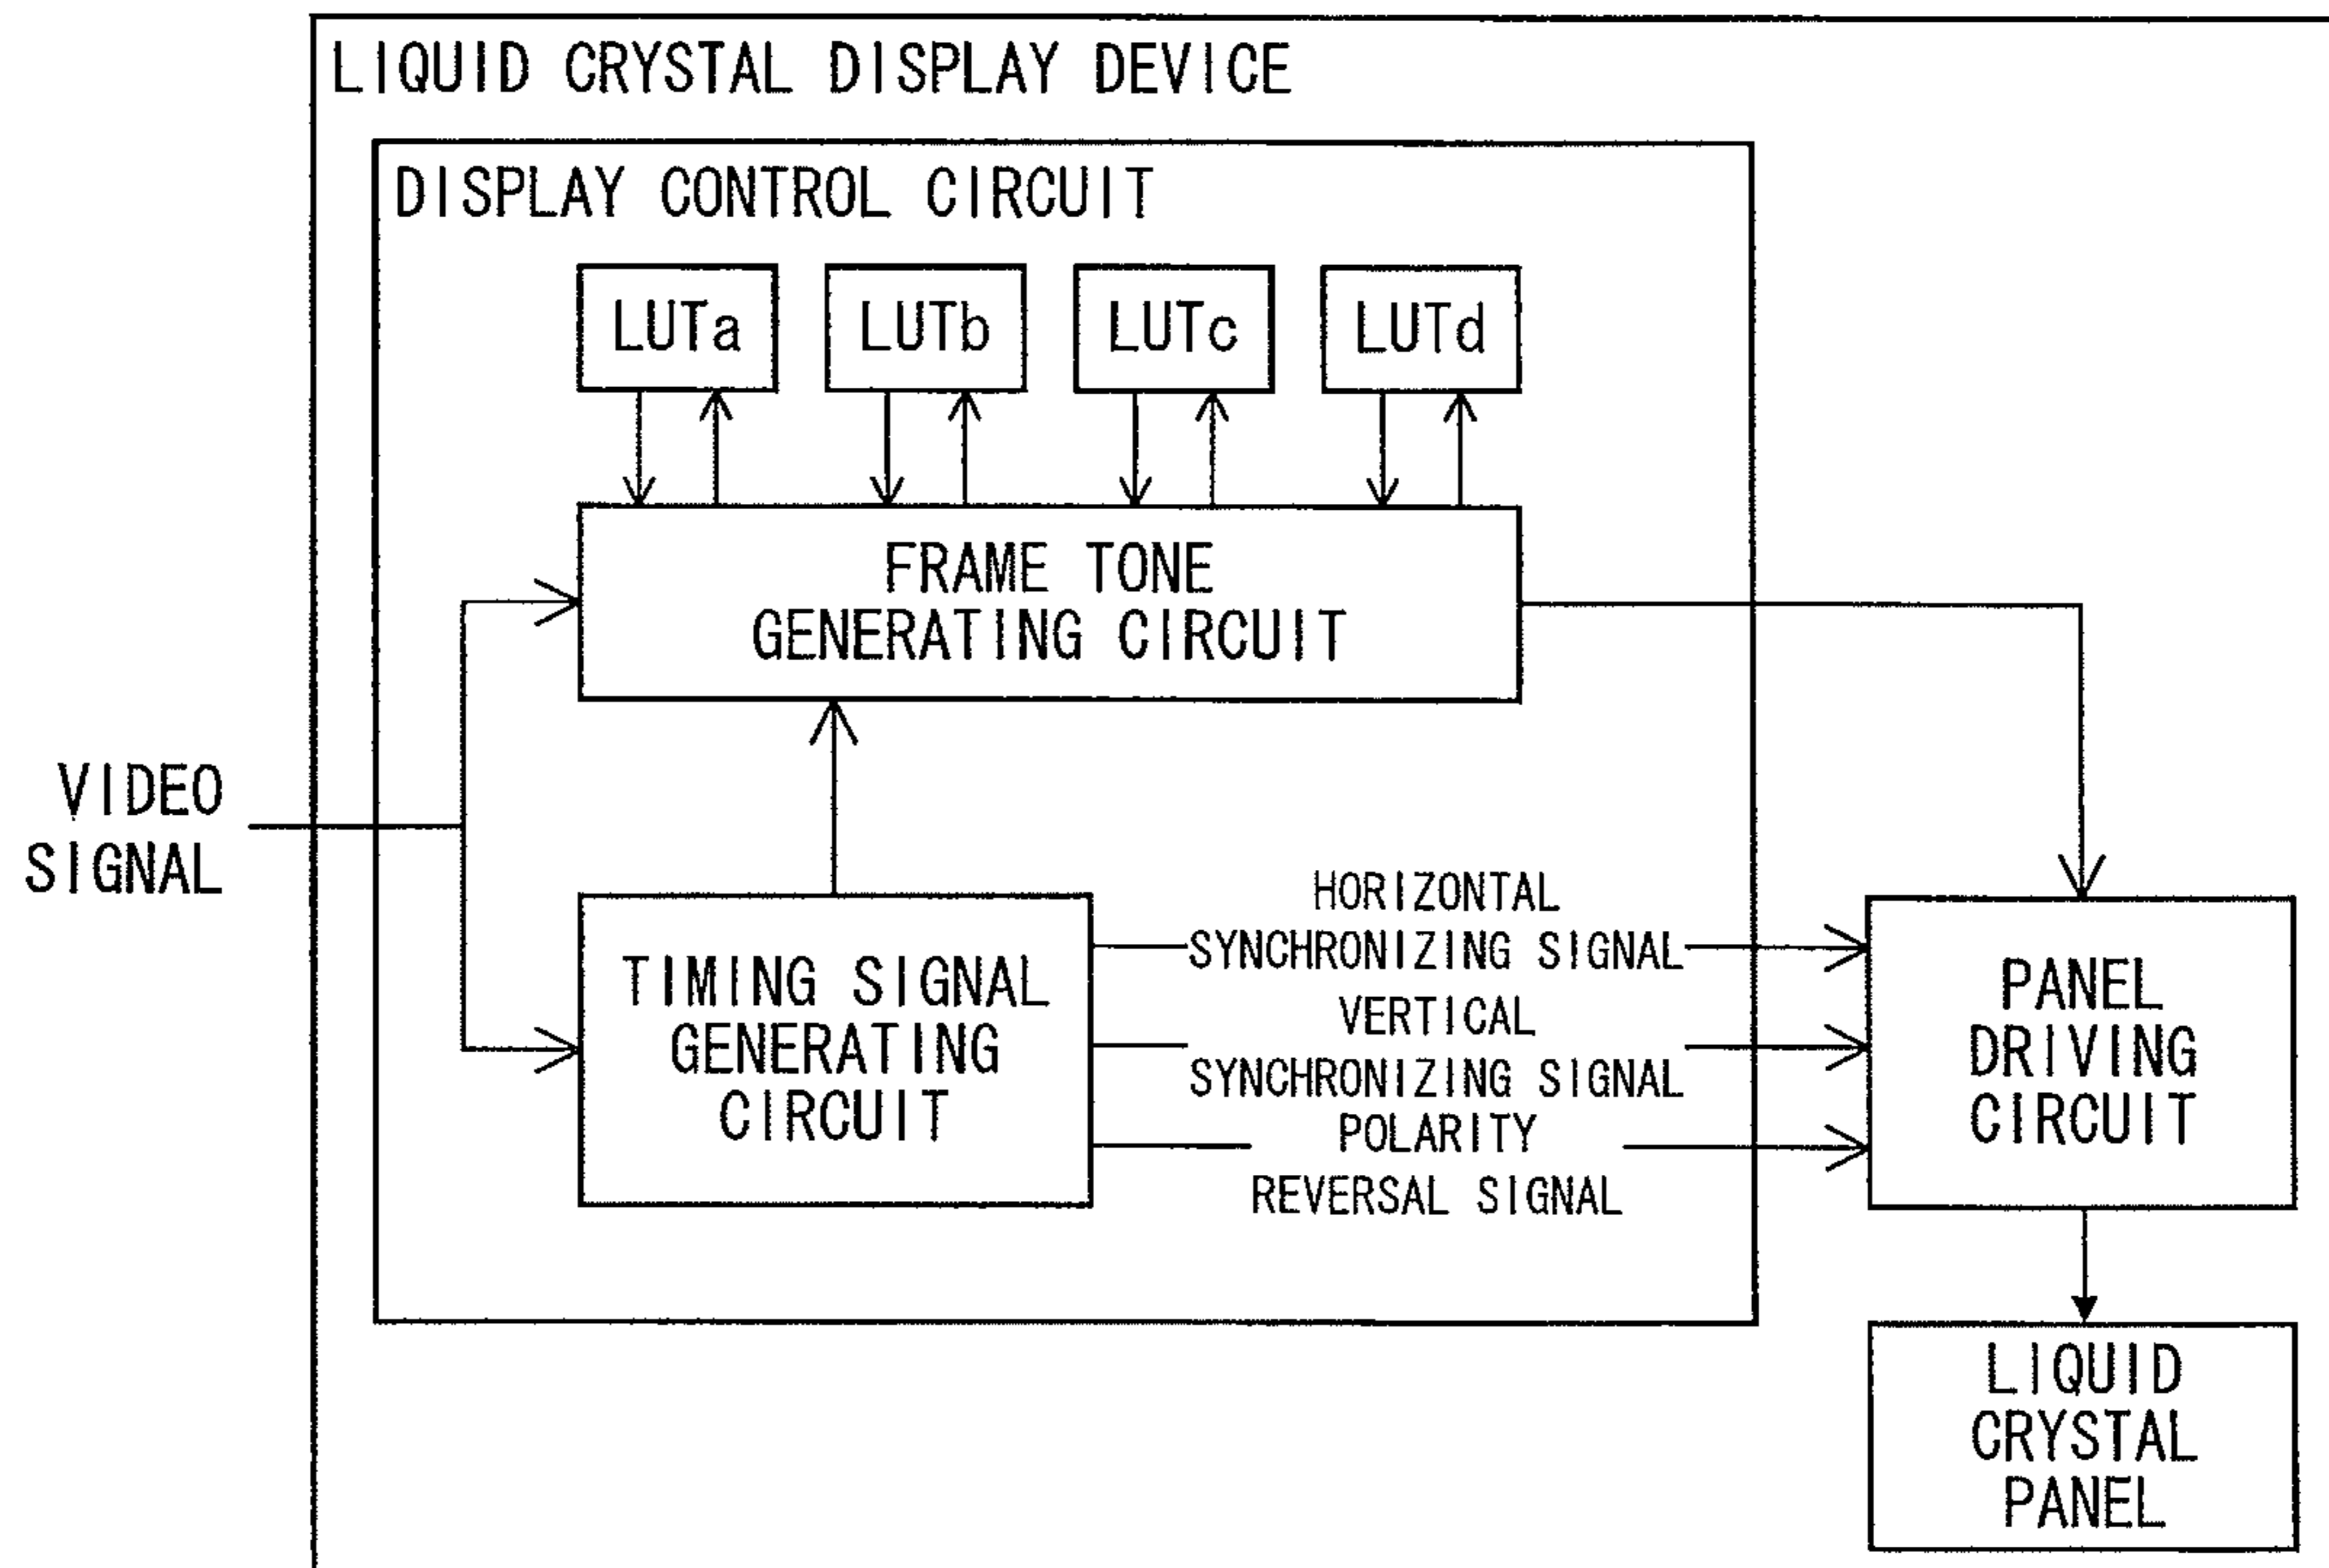 LIQUID CRYSTAL DISPLAY DEVICE
DISPLAY CONTROL CIRCUIT
LUTa
LUTb
LUTc
LUTd
FRAME TONE
GENERATING CIRCUIT
VIDEO
SIGNAL
TIMING SIGNAL
GENERATING
CIRCUIT
HORIZONTAL
SYNCHRONIZING SIGNAL
VERTICAL
SYNCHRONIZING SIGNAL
POLARITY
REVERSAL SIGNAL
PANEL
DRIVING
CIRCUIT
LIQUID
CRYSTAL
PANEL